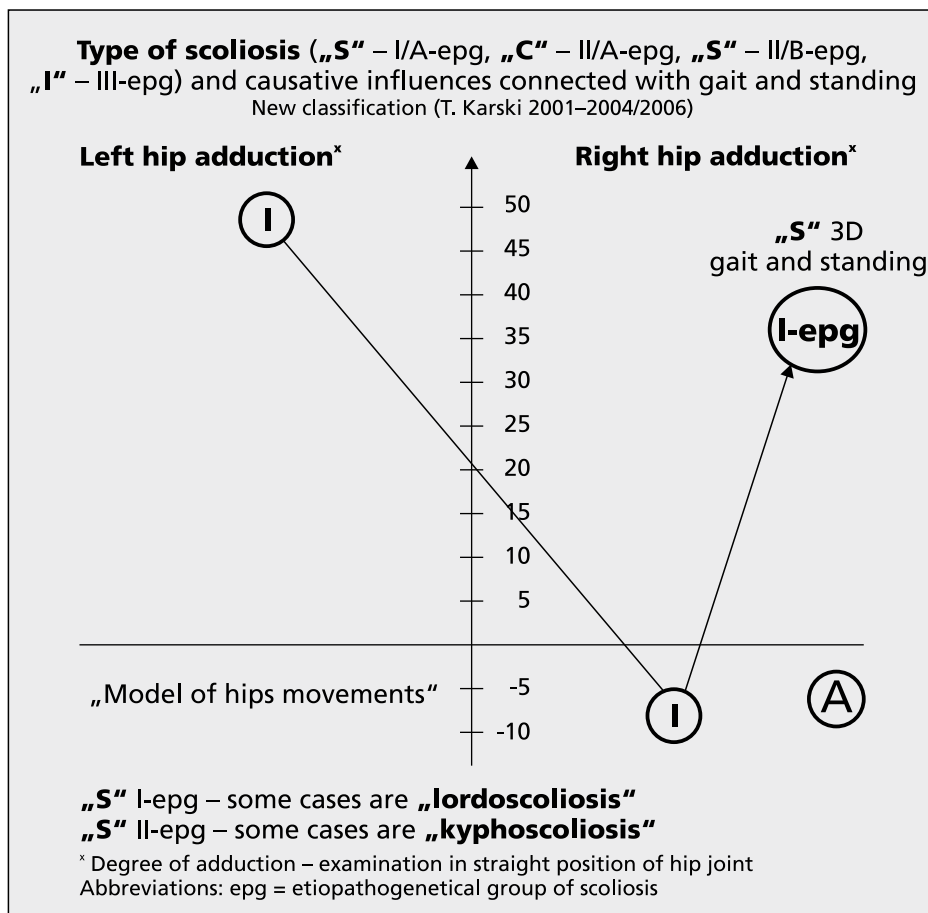 Type of scoliosis („S“ – I/A-epg, „C“ – II/A-epg, „S“ – II/B-epg,
„I“ – III-epg) and causative influences connected with gait and standing
New classification (T. Karski 2001–2004/2006)
Left hip adductionˣ
Right hip adductionˣ
50
I
„S“ 3D
45
gait and standing
40
35
I-epg
30
25
20
15
10
5
„Model of hips movements“
-5
I
A
-10
„S“ I-epg – some cases are „lordoscoliosis“
„S“ II-epg – some cases are „kyphoscoliosis“
ˣ Degree of adduction – examination in straight position of hip joint
Abbreviations: epg = etiopathogenetical group of scoliosis